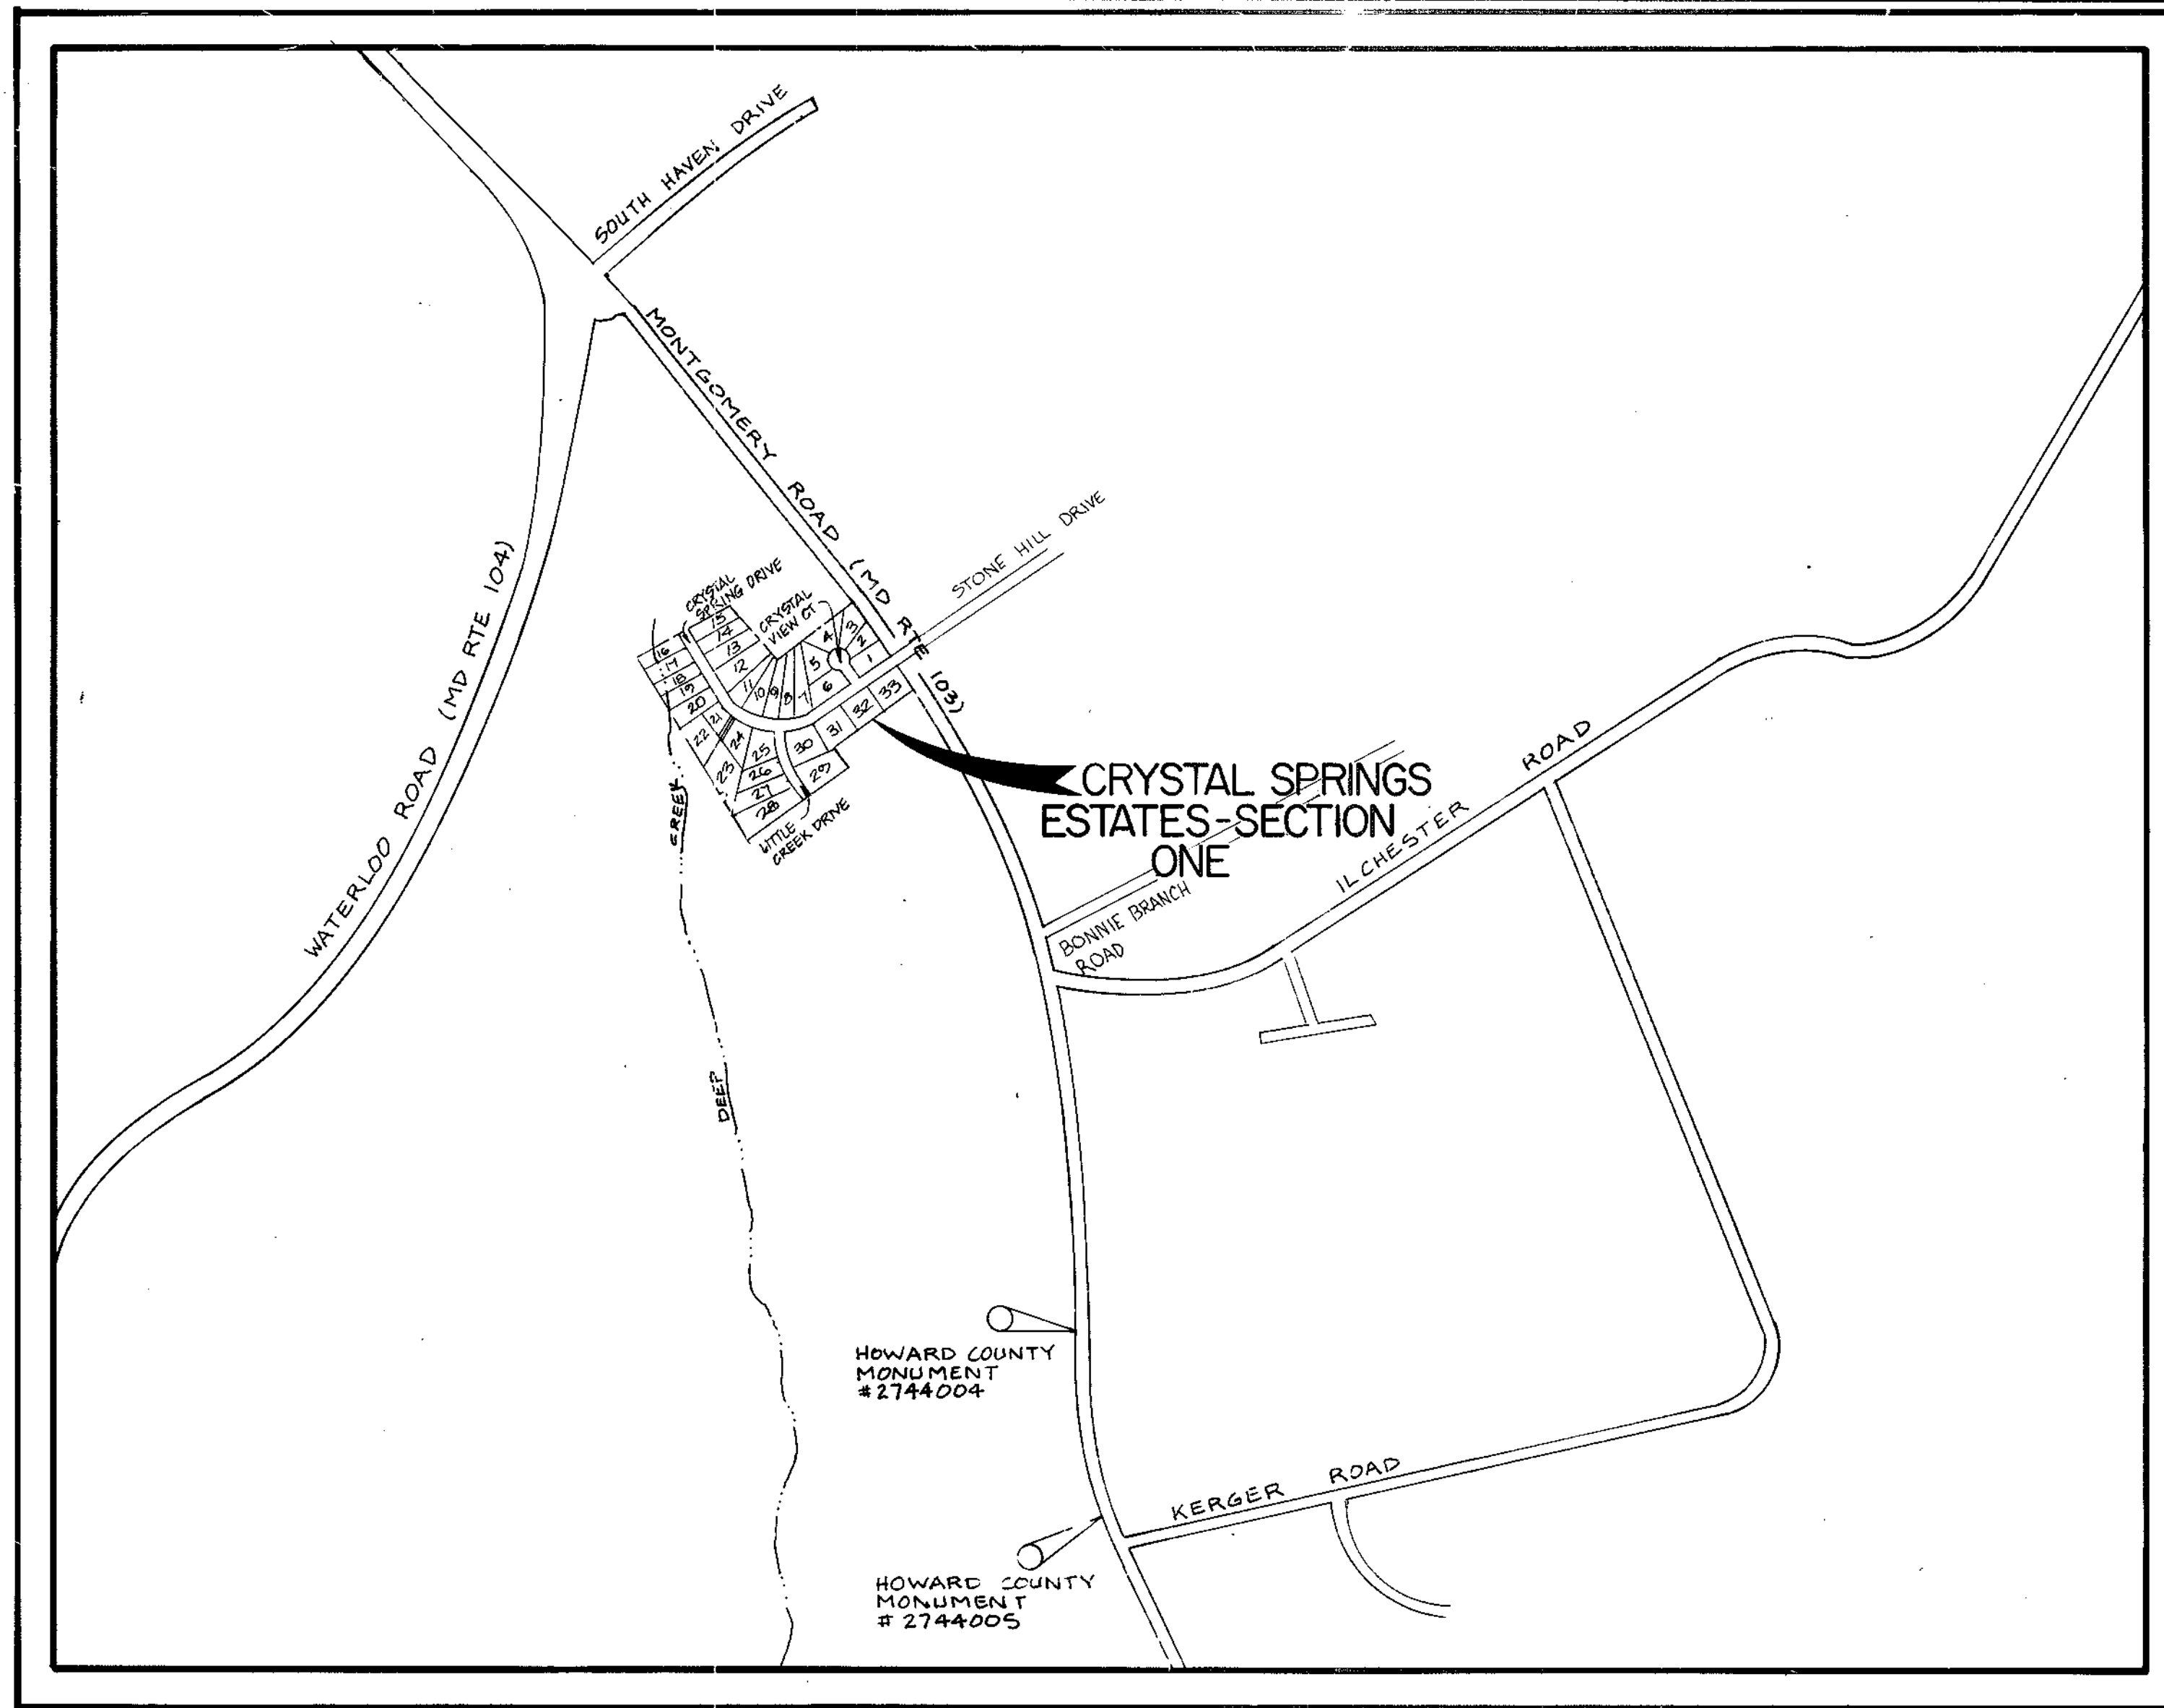 SOUTH HAVEN DRIVE
MONTGOMERY ROAD (MD RTE 103)
WATERLOO ROAD (MD RTE 104)
STONE HILL DRIVE
CRYSTAL
SPRING DRIVE
CRYSTAL
VIEW CT
15
14
13
12
11
10
9
8
7
6
5
4
3
2
1
16
17
18
19
20
21
22
23
24
25
26
27
28
29
30
31
32
33
LITTLE
CREEK DRIVE
CRYSTAL SPRINGS
ESTATES-SECTION
ONE
DEEP CREEK
BONNIE BRANCH
ROAD
ILCHESTER ROAD
HOWARD COUNTY
MONUMENT
#2744004
KERGER ROAD
HOWARD COUNTY
MONUMENT
# 2744005